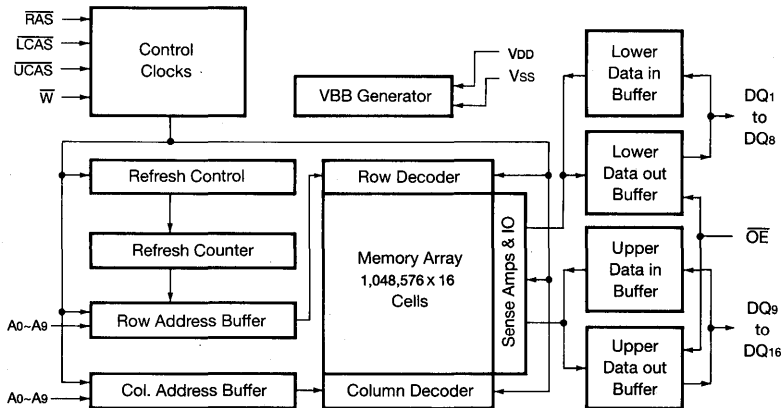 RAS
LCAS
UCAS
W
Control
Clocks
VDD
VSS
VBB Generator
Lower
Data in
Buffer
DQ1
to
DQ8
Lower
Data out
Buffer
Refresh Control
Row Decoder
Refresh Counter
Memory Array
1,048,576 x 16
Cells
Sense Amps & IO
OE
Upper
Data in
Buffer
A0~A9
Row Address Buffer
DQ9
to
DQ16
Upper
Data out
Buffer
A0~A9
Col. Address Buffer
Column Decoder